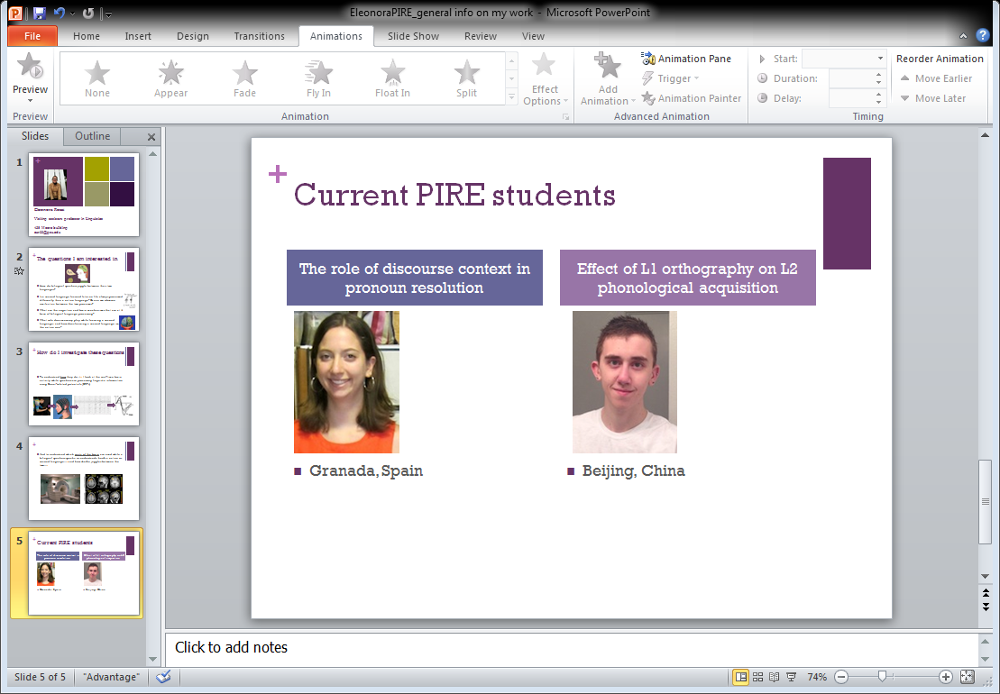 EleonoraPIRE_general info on my work - Microsoft PowerPoint
File Home Insert Design Transitions Animations Slide Show Review View
Preview
None Appear Fade Fly In Float In Split
Effect Options
Add Animation
Animation Pane
Trigger
Animation Painter
Start:
Duration:
Delay:
Reorder Animation
Move Earlier
Move Later
Preview Animation Advanced Animation Timing
Slides Outline
1
2
The questions I am interested in
3
How do I investigate these questions
4
5
Current PIRE students
Current PIRE students
The role of discourse context in
pronoun resolution
Effect of L1 orthography on L2
phonological acquisition
Granada, Spain
Beijing, China
Click to add notes
Slide 5 of 5 "Advantage" 74%